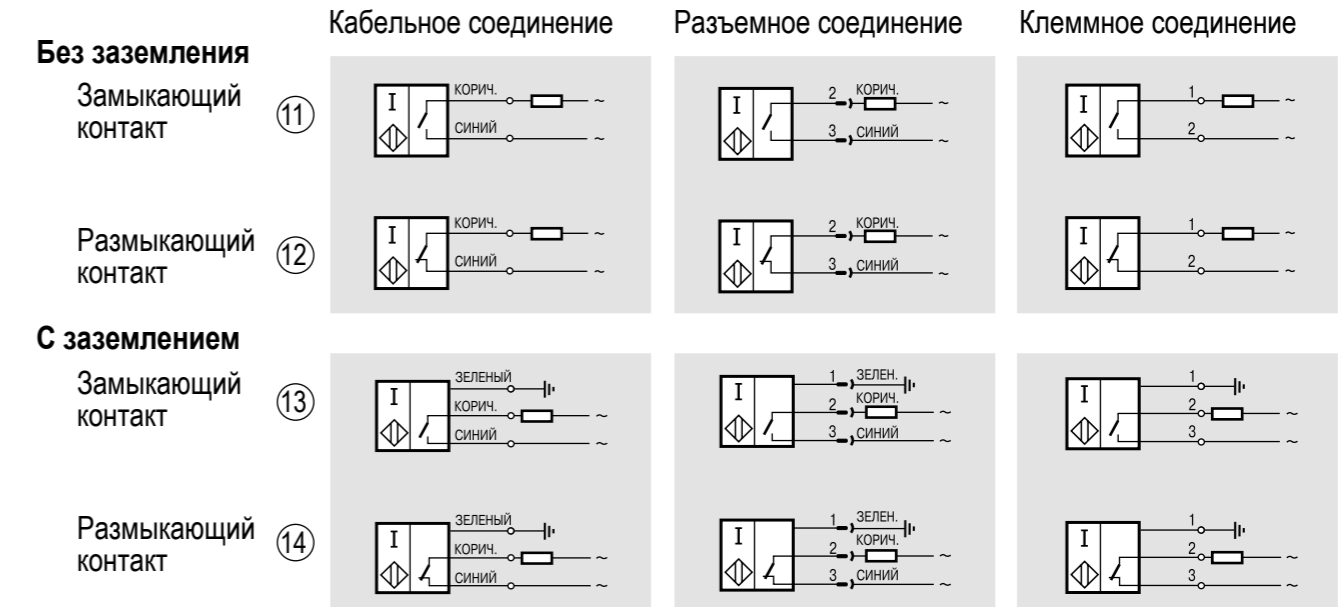 Кабельное соединение Разъемное соединение Клеммное соединение
Без заземления
Замыкающий
контакт
11
I КОРИЧ. ~
СИНИЙ ~
I 2 КОРИЧ. ~
3 СИНИЙ ~
I 1 ~
2 ~
Размыкающий
контакт
12
I КОРИЧ. ~
СИНИЙ ~
I 2 КОРИЧ. ~
3 СИНИЙ ~
I 1 ~
2 ~
С заземлением
Замыкающий
контакт
13
ЗЕЛЕНЫЙ
I КОРИЧ. ~
СИНИЙ ~
1 ЗЕЛЕН.
I 2 КОРИЧ. ~
3 СИНИЙ ~
1
I 2 ~
3 ~
Размыкающий
контакт
14
ЗЕЛЕНЫЙ
I КОРИЧ. ~
СИНИЙ ~
1 ЗЕЛЕН.
I 2 КОРИЧ. ~
3 СИНИЙ ~
1
I 2 ~
3 ~